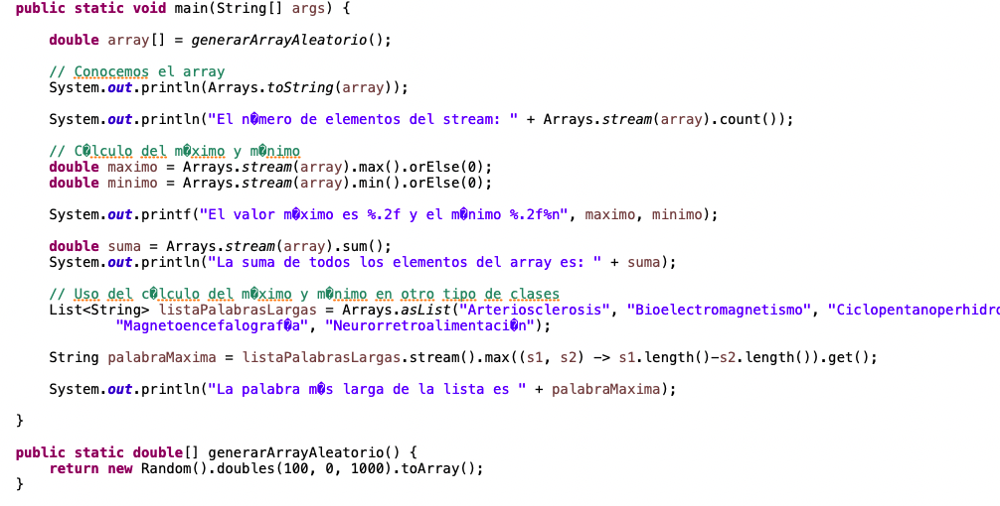 public static void main(String[] args) {
double array[] = generarArrayAleatorio();
// Conocemos el array
System.out.println(Arrays.toString(array));
System.out.println("El n�mero de elementos del stream: " + Arrays.stream(array).count());
// C�lculo del m�ximo y m�nimo
double maximo = Arrays.stream(array).max().orElse(0);
double minimo = Arrays.stream(array).min().orElse(0);
System.out.printf("El valor m�ximo es %.2f y el m�nimo %.2f%n", maximo, minimo);
double suma = Arrays.stream(array).sum();
System.out.println("La suma de todos los elementos del array es: " + suma);
// Uso del c�lculo del m�ximo y m�nimo en otro tipo de clases
List<String> listaPalabrasLargas = Arrays.asList("Arteriosclerosis", "Bioelectromagnetismo", "Ciclopentanoperhidro
"Magnetoencefalograf�a", "Neurorretroalimentaci�n");
String palabraMaxima = listaPalabrasLargas.stream().max((s1, s2) -> s1.length()-s2.length()).get();
System.out.println("La palabra m�s larga de la lista es " + palabraMaxima);
}
public static double[] generarArrayAleatorio() {
return new Random().doubles(100, 0, 1000).toArray();
}